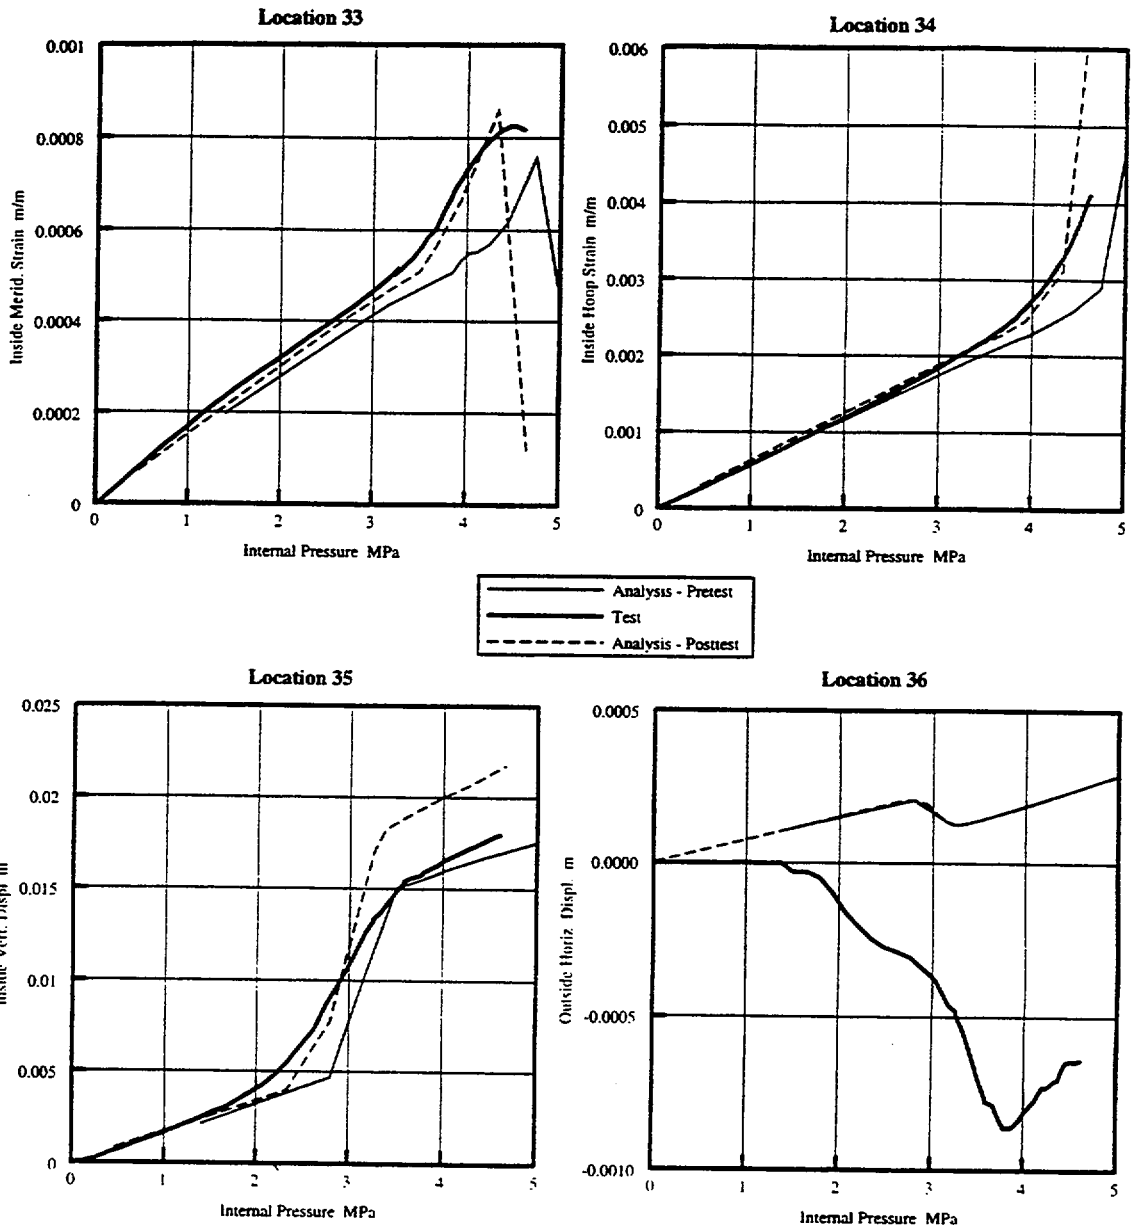 Location 33
Inside Merid. Strain m/m
0.001
0.0008
0.0006
0.0004
0.0002
0
0 1 2 3 4 5
Internal Pressure MPa
Location 34
Inside Hoop Strain m/m
0.006
0.005
0.004
0.003
0.002
0.001
0
0 1 2 3 4 5
Internal Pressure MPa
Analysis - Pretest
Test
Analysis - Posttest
Location 35
Inside Vert. Displ m
0.025
0.02
0.015
0.01
0.005
0
0 1 2 3 4 5
Internal Pressure MPa
Location 36
Outside Horiz. Displ. m
0.0005
0.0000
-0.0005
-0.0010
0 1 2 3 4 5
Internal Pressure MPa